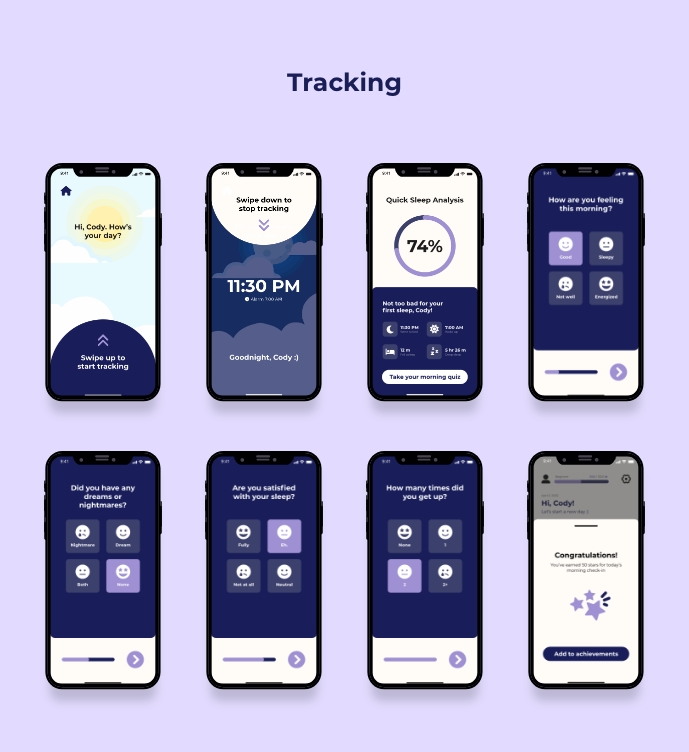 Tracking
9:41
Hi, Cody. How's
your day?
Swipe up to
start tracking
9:41
Swipe down to
stop tracking
11:30 PM
Alarm 7:00 AM
Goodnight, Cody :)
9:41
Quick Sleep Analysis
74%
Not too bad for your
first sleep, Cody!
11:30 PM
7:00 AM
12 m
5 hr 25 m
Take your morning quiz
9:41
How are you feeling
this morning?
Good
Sleepy
Not well
Energized
9:41
Did you have any
dreams or
nightmares?
Nightmare
Dream
Both
None
9:41
Are you satisfied
with your sleep?
Fully
Eh..
Not at all
Neutral
9:41
How many times did
you get up?
None
1
2
2+
9:41
Hi, Cody!
Let's start a new day :)
Congratulations!
You've earned 50 stars for today's
morning check-in
Add to achievements